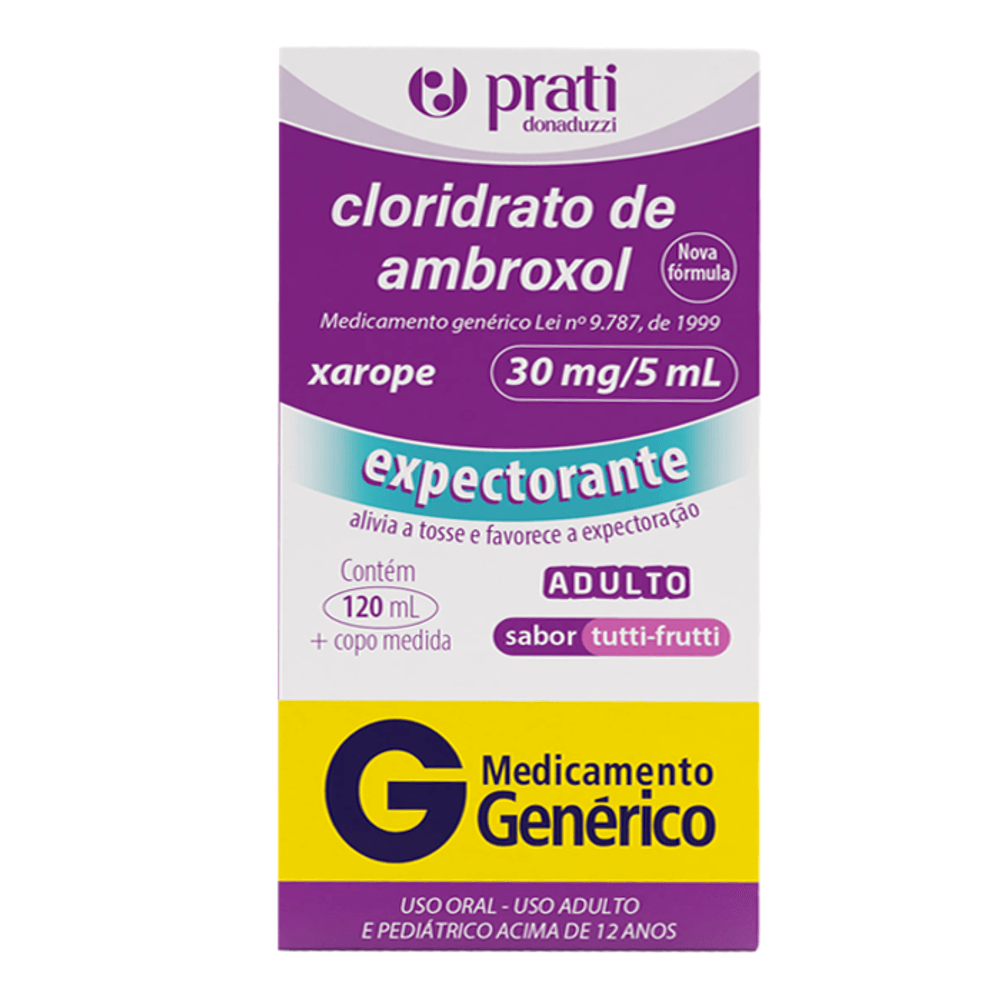 prati
donaduzzi
cloridrato de
ambroxol
Nova
fórmula
Medicamento genérico Lei nº 9.787, de 1999
xarope
30 mg/5 mL
expectorante
alivia a tosse e favorece a expectoração
Contém
120 mL
+ copo medida
ADULTO
sabor tutti-frutti
G
Medicamento
Genérico
USO ORAL - USO ADULTO
E PEDIÁTRICO ACIMA DE 12 ANOS